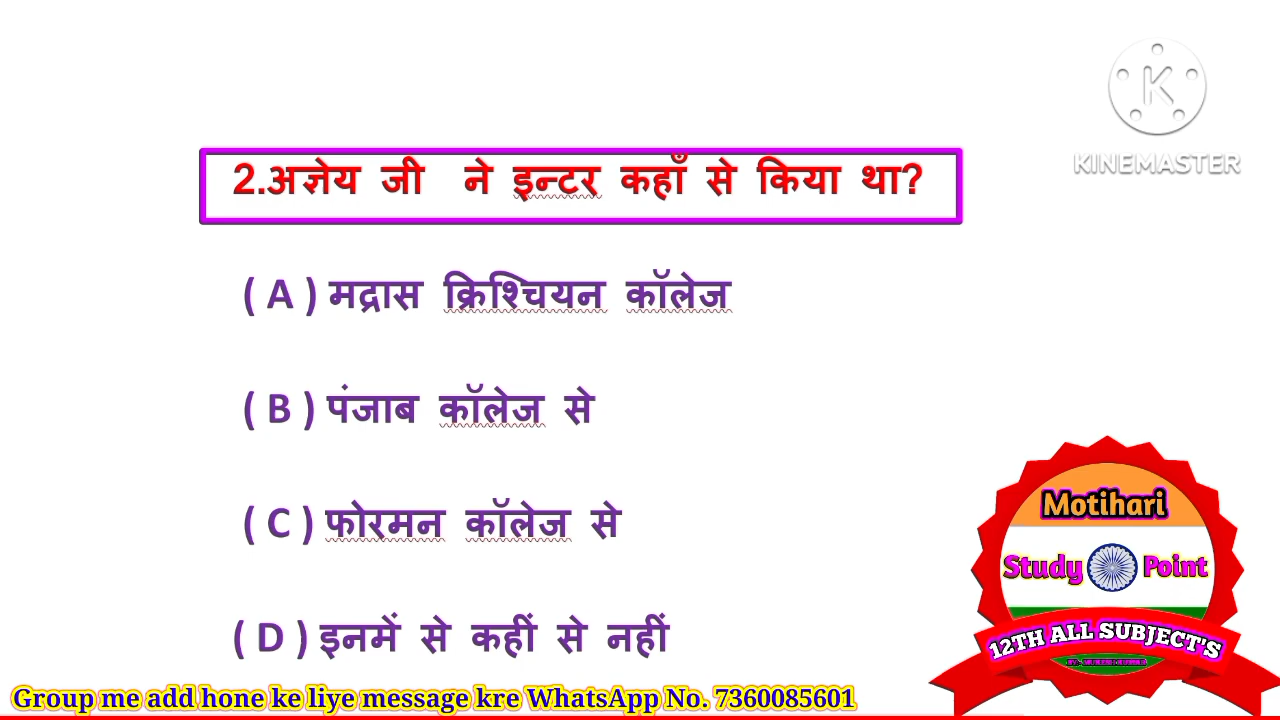 KINEMASTER
2.अज्ञेय जी ने इन्टर कहाँ से किया था?
( A ) मद्रास क्रिश्चियन कॉलेज
( B ) पंजाब कॉलेज से
( C ) फोरमन कॉलेज से
( D ) इनमें से कहीं से नहीं
Motihari
Study Point
12TH ALL SUBJECT'S
Group me add hone ke liye message kre WhatsApp No. 7360085601